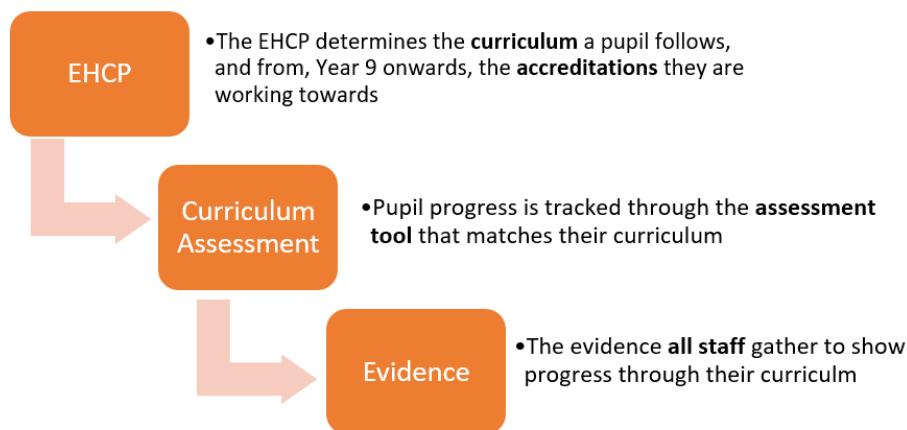 EHCP
•The EHCP determines the curriculum a pupil follows,
and from, Year 9 onwards, the accreditations they are
working towards
Curriculum
Assessment
•Pupil progress is tracked through the assessment
tool that matches their curriculum
Evidence
•The evidence all staff gather to show
progress through their curriculm